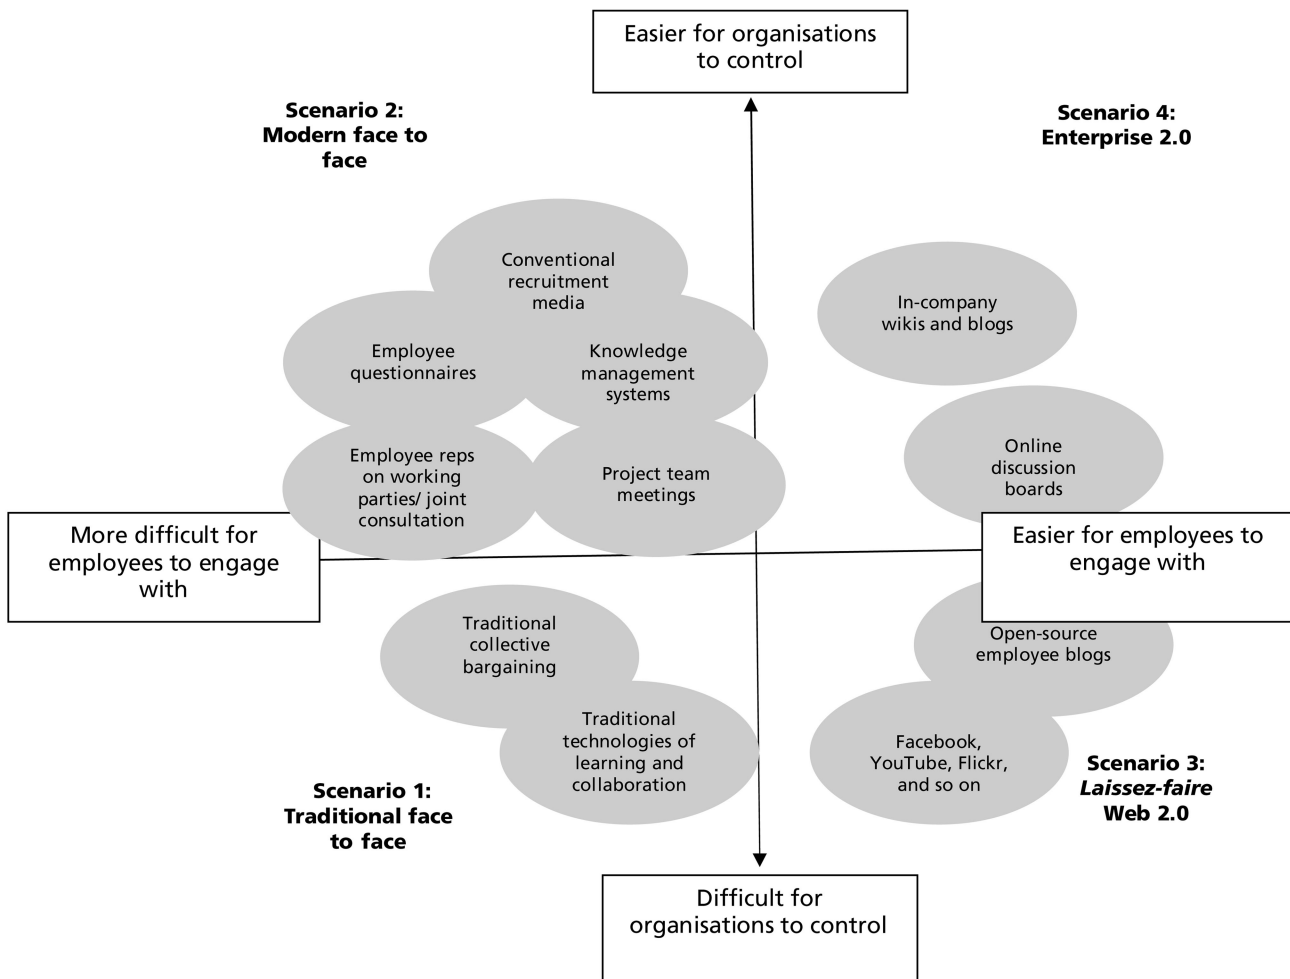 Easier for organisations
to control
Scenario 2:
Modern face to
face
Scenario 4:
Enterprise 2.0
Conventional
recruitment
media
In-company
wikis and blogs
Employee
questionnaires
Knowledge
management
systems
Employee reps
on working
parties/ joint
consultation
Project team
meetings
Online
discussion
boards
More difficult for
employees to engage
with
Easier for employees to
engage with
Traditional
collective
bargaining
Open-source
employee blogs
Traditional
technologies of
learning and
collaboration
Facebook,
YouTube, Flickr,
and so on
Scenario 1:
Traditional face
to face
Scenario 3:
Laissez-faire
Web 2.0
Difficult for
organisations to control